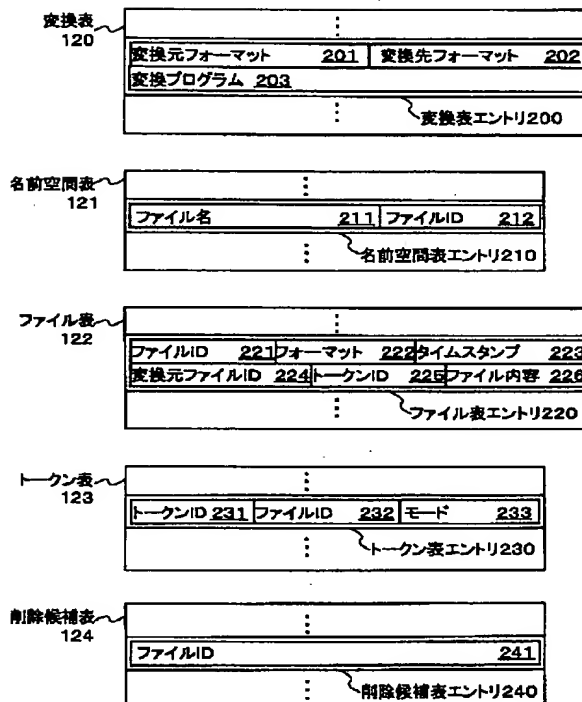 変換表
120
変換元フォーマット 201 変換先フォーマット 202
変換プログラム 203
変換表エントリ200
名前空間表
121
ファイル名 211 ファイルID 212
名前空間表エントリ210
ファイル表
122
ファイルID 221 フォーマット 222 タイムスタンプ 223
変換元ファイルID 224 トークンID 225 ファイル内容 226
ファイル表エントリ220
トークン表
123
トークンID 231 ファイルID 232 モード 233
トークン表エントリ230
削除候補表
124
ファイルID 241
削除候補表エントリ240